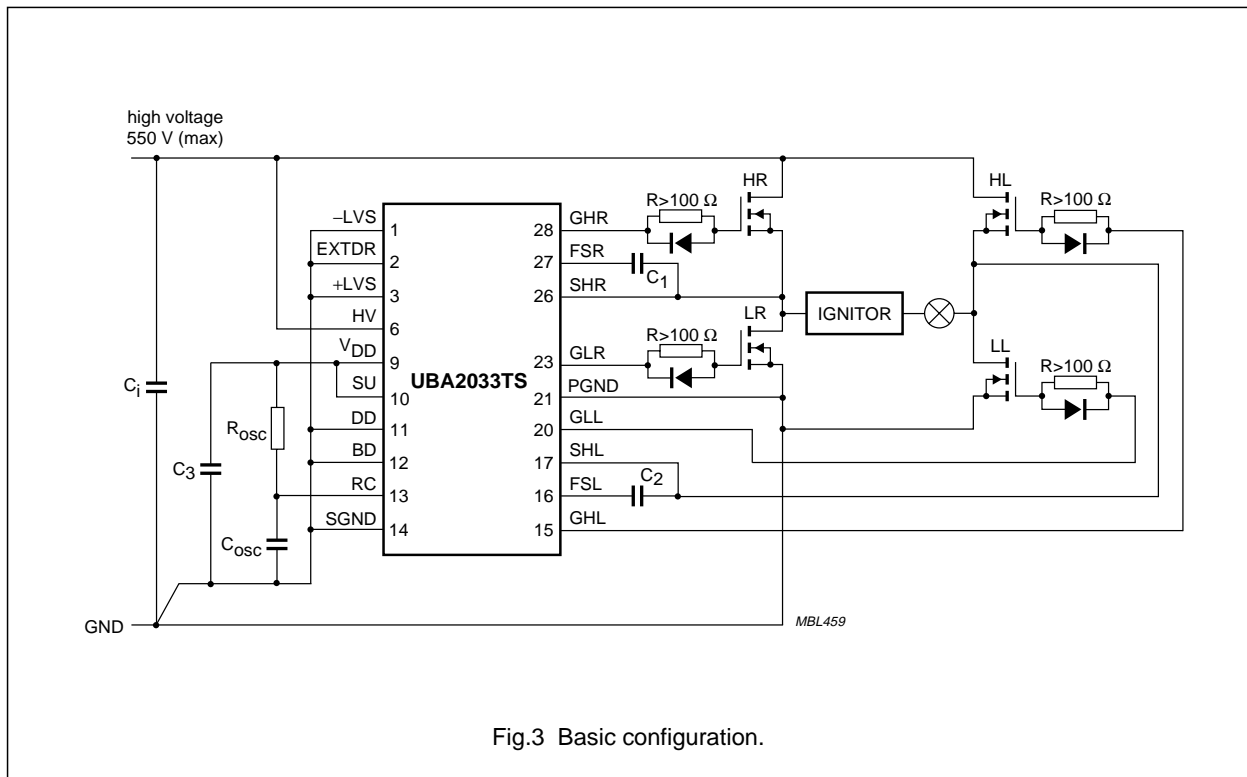 high voltage
550 V (max)
HR
HL
R>100 Ω
R>100 Ω
−LVS
1
28
GHR
EXTDR
2
27
FSR
C1
+LVS
3
26
SHR
HV
6
IGNITOR
LR
LL
R>100 Ω
R>100 Ω
VDD
9
23
GLR
UBA2033TS
SU
10
21
PGND
Ci
DD
11
20
GLL
Rosc
BD
12
17
SHL
C3
C2
RC
13
16
FSL
SGND
14
15
GHL
Cosc
GND
MBL459
Fig.3 Basic configuration.